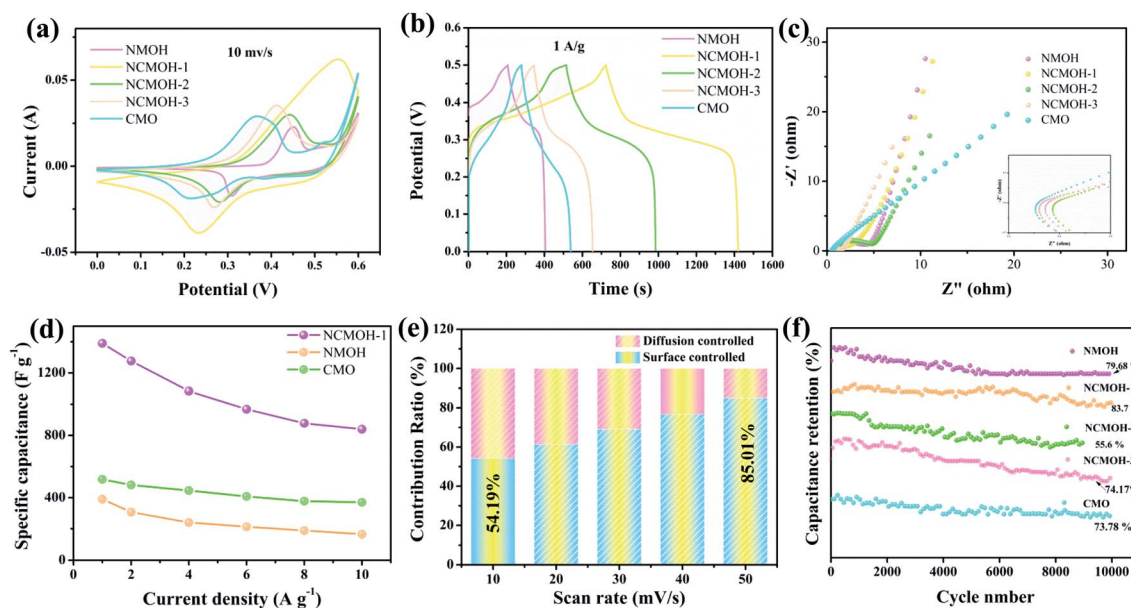 (a)
10 mv/s
NMOH
NCMOH-1
NCMOH-2
NCMOH-3
CMO
Current (A)
0.05
0.00
-0.05
0.0 0.1 0.2 0.3 0.4 0.5 0.6
Potential (V)
(b)
1 A/g
NMOH
NCMOH-1
NCMOH-2
NCMOH-3
CMO
Potential (V)
0.5
0.4
0.3
0.2
0.1
0.0
0 200 400 600 800 1000 1200 1400 1600
Time (s)
(c)
NMOH
NCMOH-1
NCMOH-2
NCMOH-3
CMO
-Z' (ohm)
30
20
10
0
0 10 20 30
Z" (ohm)
Z" (ohm)
(d)
NCMOH-1
NMOH
CMO
Specific capacitance (F g⁻¹)
1200
800
400
0
0 2 4 6 8 10
Current density (A g⁻¹)
(e)
Diffusion controlled
Surface controlled
Contribution Ratio (%)
120
100
80
60
40
20
0
54.19%
85.01%
10 20 30 40 50
Scan rate (mV/s)
(f)
NMOH
79.68
NCMOH-
83.7
NCMOH-
55.6 %
NCMOH-
74.17%
CMO
73.78 %
Capacitance retention (%)
0 2000 4000 6000 8000 10000
Cycle nmber